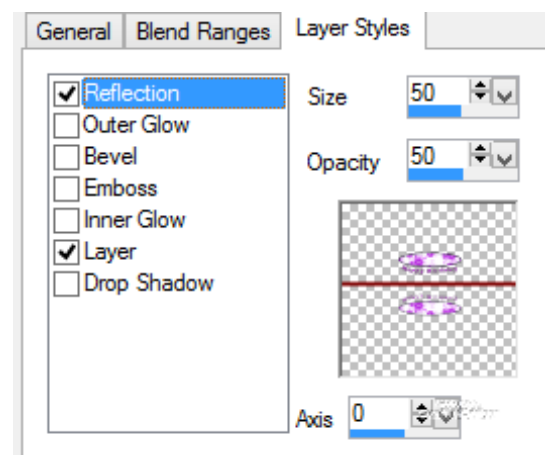 General Blend Ranges Layer Styles
Reflection
Outer Glow
Bevel
Emboss
Inner Glow
Layer
Drop Shadow
Size 50
Opacity 50
Axis 0